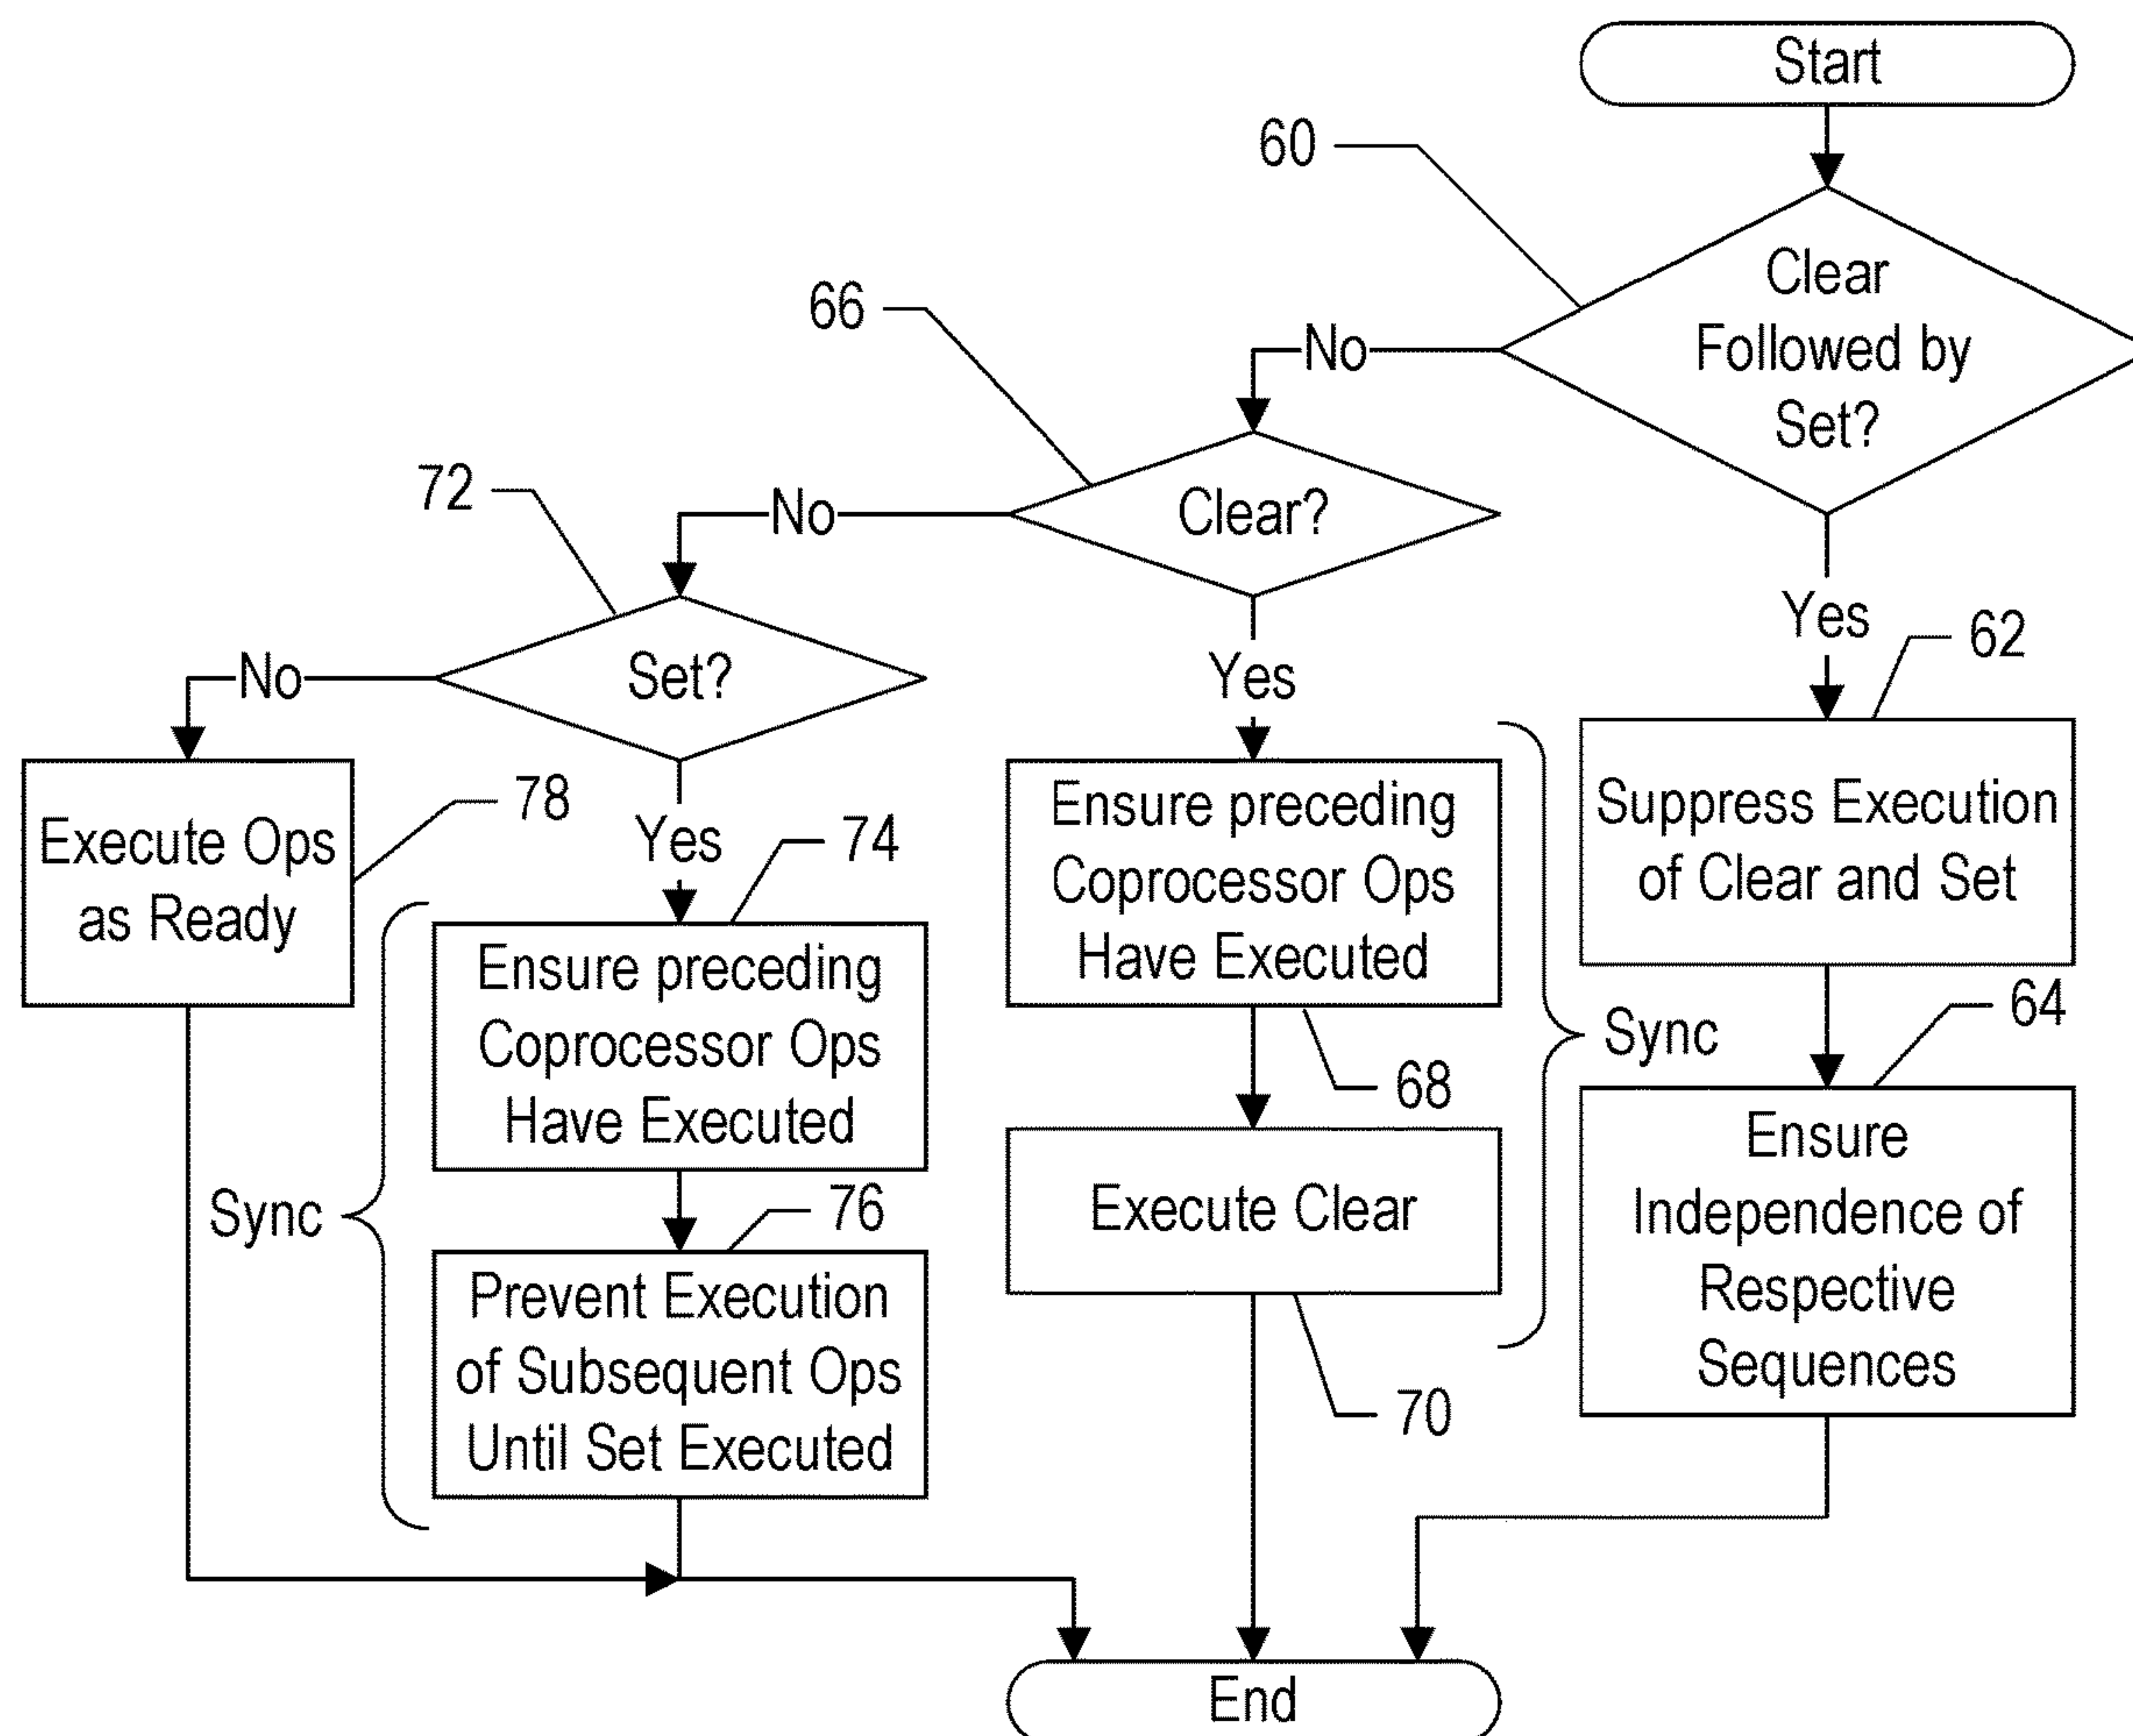 Start
60
Clear
Followed by
Set?
No
66
Clear?
No
72
Set?
No
Yes
62
Yes
Yes
Suppress Execution
of Clear and Set
Ensure preceding
Coprocessor Ops
Have Executed
78
Execute Ops
as Ready
74
Ensure preceding
Coprocessor Ops
Have Executed
Sync
64
68
Ensure
Independence of
Respective
Sequences
Execute Clear
Sync
76
Prevent Execution
of Subsequent Ops
Until Set Executed
70
End